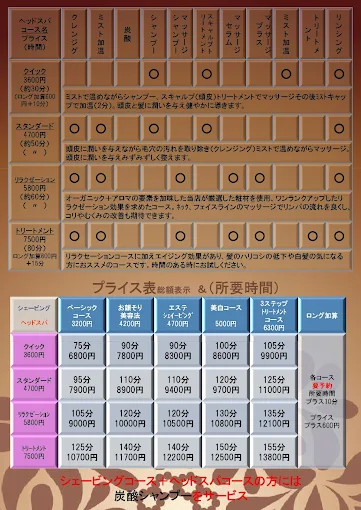 ヘッドスパ
コース名
プライス
(時間)
クレンジング
ミスト加温
炭酸
シャンプー
マッサージ
シャンプー
スキャルプ
トリートメント
マッサージ
セラム
マッサージ
プラス
ミスト加温
トリートメント
リンシング
クイック
3600円
(約30分)
(ロング加算600
円+10分)
○ ○ ○ ○ ○
ミストで温めながらシャンプー、スキャルプ(頭皮)トリートメントでマッサージその後3ステップ
で加温(2分)。頭皮と髪に潤いを与え健やかに導きます。
スタンダード
4700円
(約50分)
( 〃 )
頭皮に潤いを与えながら毛穴の汚れを取り除き(クレンジング)ミストで温めながらマッサー
ジ。頭皮に潤いを与えみずみずしく整えます。
リラクゼーション
5800円
(約60分)
( 〃 )
オーガニック+アロマの要素を加味した当店が厳選した粧材を使用。ワンランクアップしたリ
ラクゼーション効果を求めたコース。ネック、フェイスラインのマッサージでリンパの流れを良くし、
コリやむくみの改善も期待できます。
トリートメント
7500円
(約80分)
ロング加算600円
+15分
リラクゼーションコースに加えエイジング効果があり、髪のハリコシの低下や白髪の気になる
方におススメのコースです。時間のある時にお試しください。
プライス表総額表示 &(所要時間)
シェービング
ヘッドスパ
ベーシック
コース
3200円
お顔そり
美容法
4200円
エステ
シェービング
4700円
美白コース
5000円
3ステップ
トリートメント
コース
6300円
ロング加算
クイック
3600円
75分 90分 90分 100分 105分
6800円 7800円 8300円 8600円 9900円
スタンダード
4700円
95分 110分 110分 120分 125分
7900円 8900円 9400円 9700円 11000円
リラクゼーション
5800円
105分 120分 120分 130分 135分
9000円 10000円 10500円 10800円 12100円
トリートメント
7500円
125分 140分 140分 150分 155分
10700円 11700円 12200円 12500円 13800円
各コース
要予約
所要時間
プラス10分
プライス
プラス600円
シェービングコース+ヘッドスパコースの方には
炭酸シャンプーをサービス